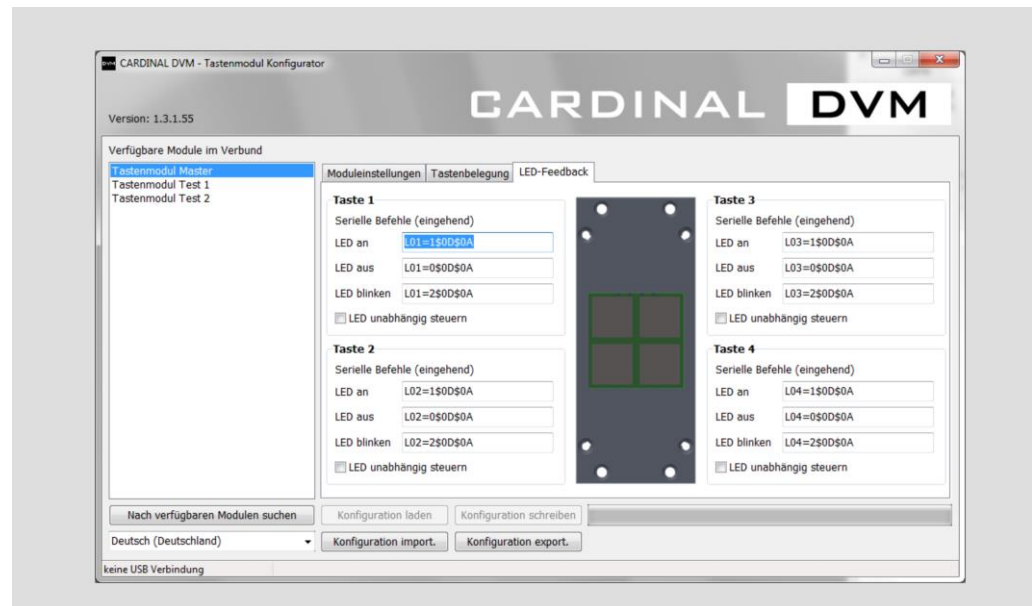 CARDINAL DVM - Tastenmodul Konfigurator
CARDINAL DVM
Version: 1.3.1.55
Verfügbare Module im Verbund
Tastenmodul Master
Tastenmodul Test 1
Tastenmodul Test 2
Moduleinstellungen Tastenbelegung LED-Feedback
Taste 1
Serielle Befehle (eingehend)
LED an L01=1$0D$0A
LED aus L01=0$0D$0A
LED blinken L01=2$0D$0A
LED unabhängig steuern
Taste 2
Serielle Befehle (eingehend)
LED an L02=1$0D$0A
LED aus L02=0$0D$0A
LED blinken L02=2$0D$0A
LED unabhängig steuern
Taste 3
Serielle Befehle (eingehend)
LED an L03=1$0D$0A
LED aus L03=0$0D$0A
LED blinken L03=2$0D$0A
LED unabhängig steuern
Taste 4
Serielle Befehle (eingehend)
LED an L04=1$0D$0A
LED aus L04=0$0D$0A
LED blinken L04=2$0D$0A
LED unabhängig steuern
Nach verfügbaren Modulen suchen
Konfiguration laden Konfiguration schreiben
Deutsch (Deutschland)
Konfiguration import. Konfiguration export.
keine USB Verbindung